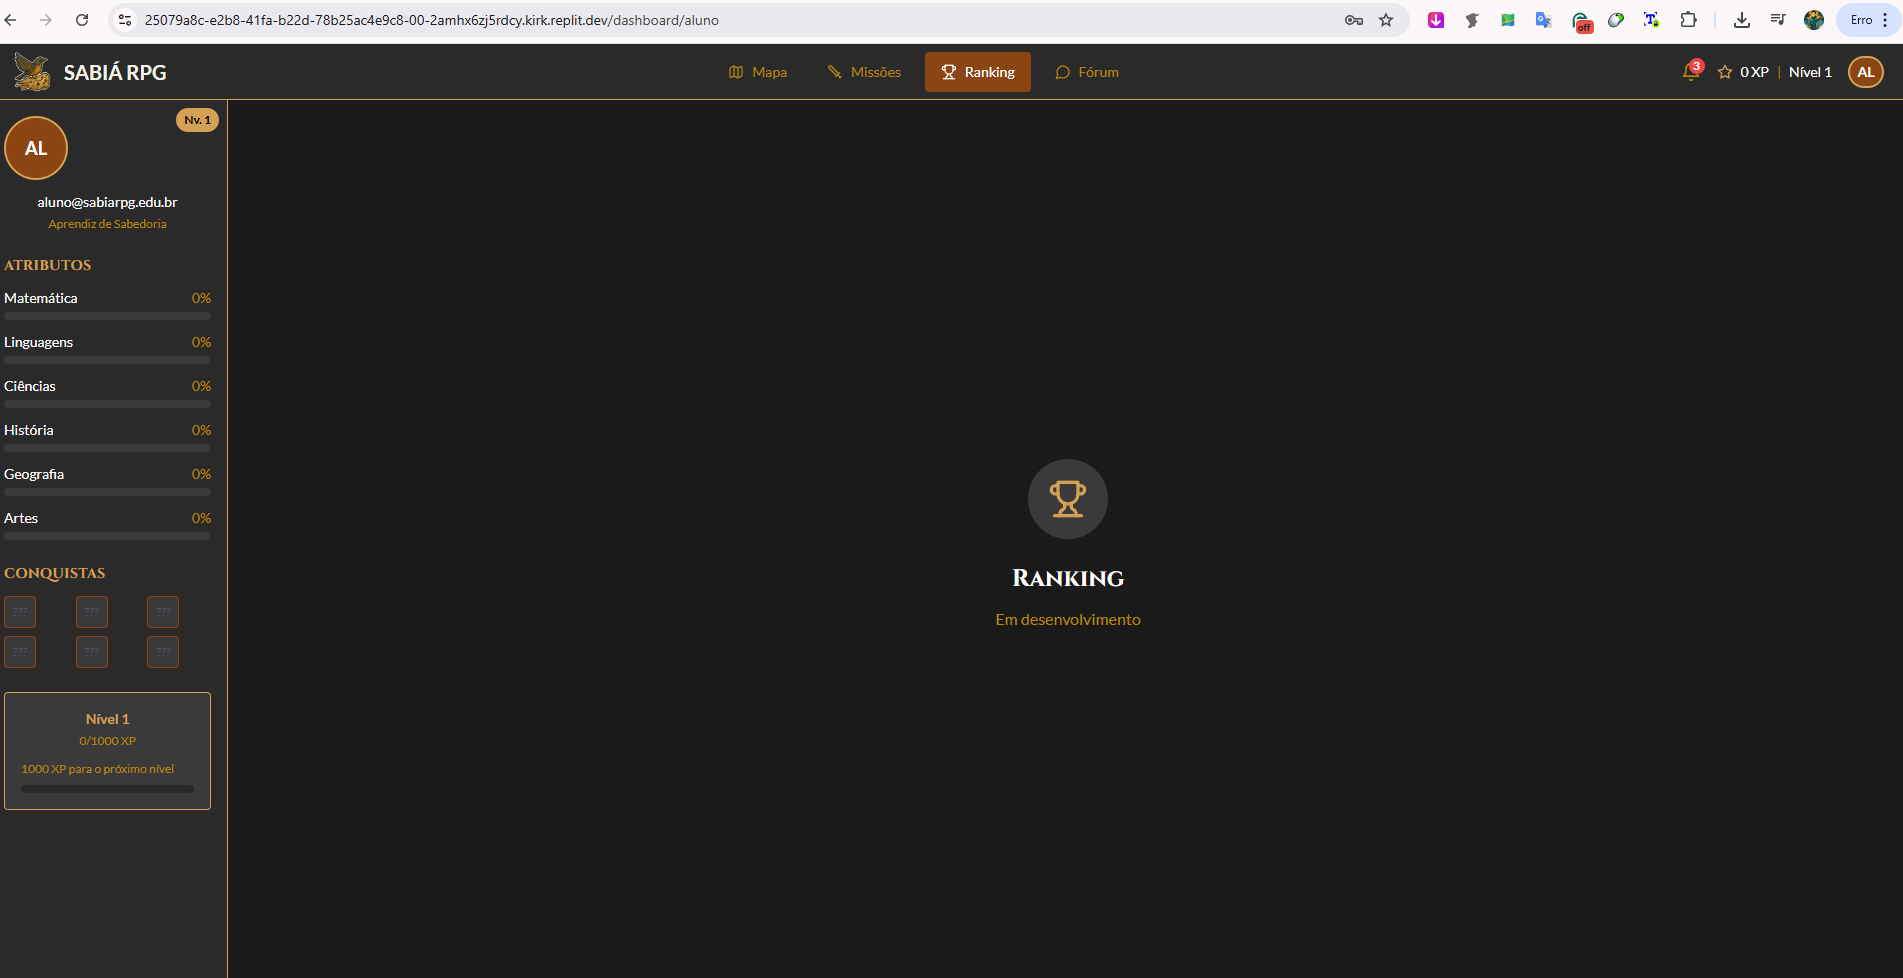 25079a8c-e2b8-41fa-b22d-78b25ac4e9c8-00-2amhx6zj5rdcy.kirk.replit.dev/dashboard/aluno
off
Erro
SABIÁ RPG
Mapa
Missões
Ranking
Fórum
3
0 XP | Nível 1
AL
Nv. 1
AL
aluno@sabiarpg.edu.br
Aprendiz de Sabedoria
ATRIBUTOS
Matemática 0%
Linguagens 0%
Ciências 0%
História 0%
Geografia 0%
Artes 0%
CONQUISTAS
??? ??? ???
??? ??? ???
Nível 1
0/1000 XP
1000 XP para o próximo nível
Ranking
Em desenvolvimento